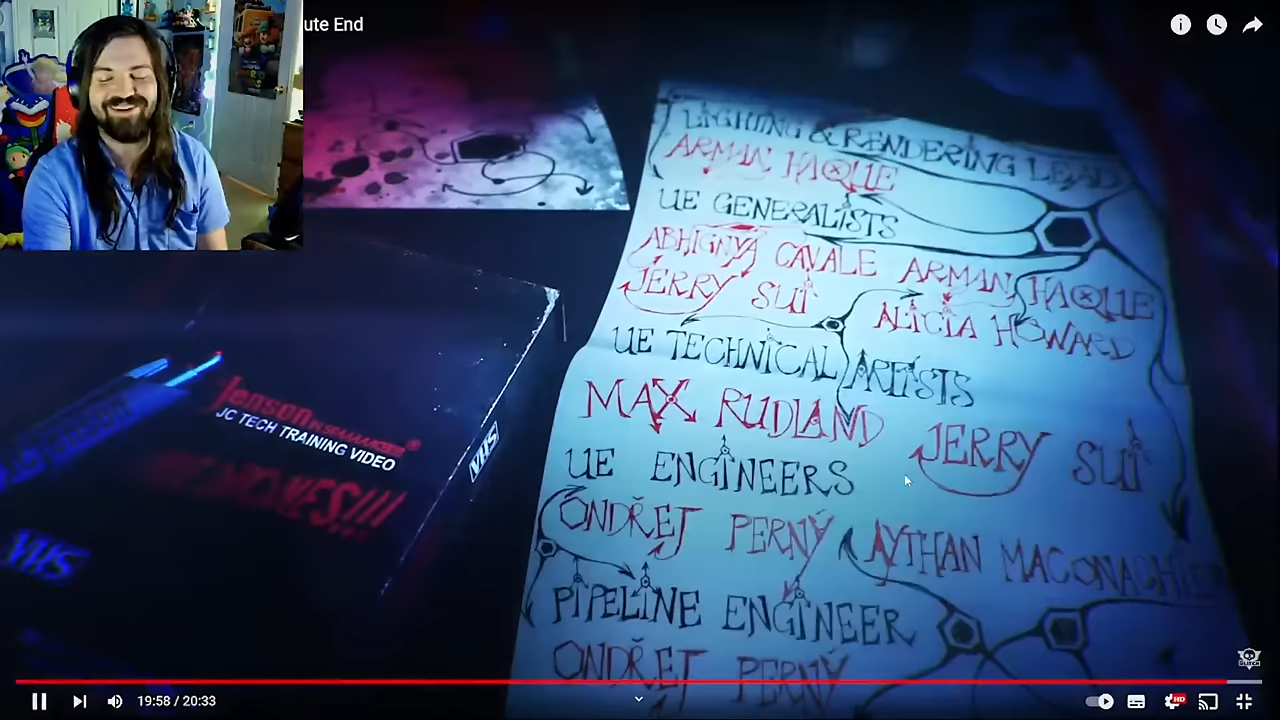 ute End
LIGHTING & RENDERING LEAD
ARMAN HAQUE
UE GENERALISTS
ABHIGNYA CAVALE ARMAN HAQUE
JERRY SUI ALICIA HOWARD
UE TECHNICAL ARTISTS
MAX RUDLAND JERRY SUI
UE ENGINEERS
ONDŘEJ PERNÝ AYTHAN MACONACHIE
PIPELINE ENGINEER
ONDŘEJ PERNÝ
Jenson
JC TECH TRAINING VIDEO
VHS
VHS
19:58 / 20:33
HD